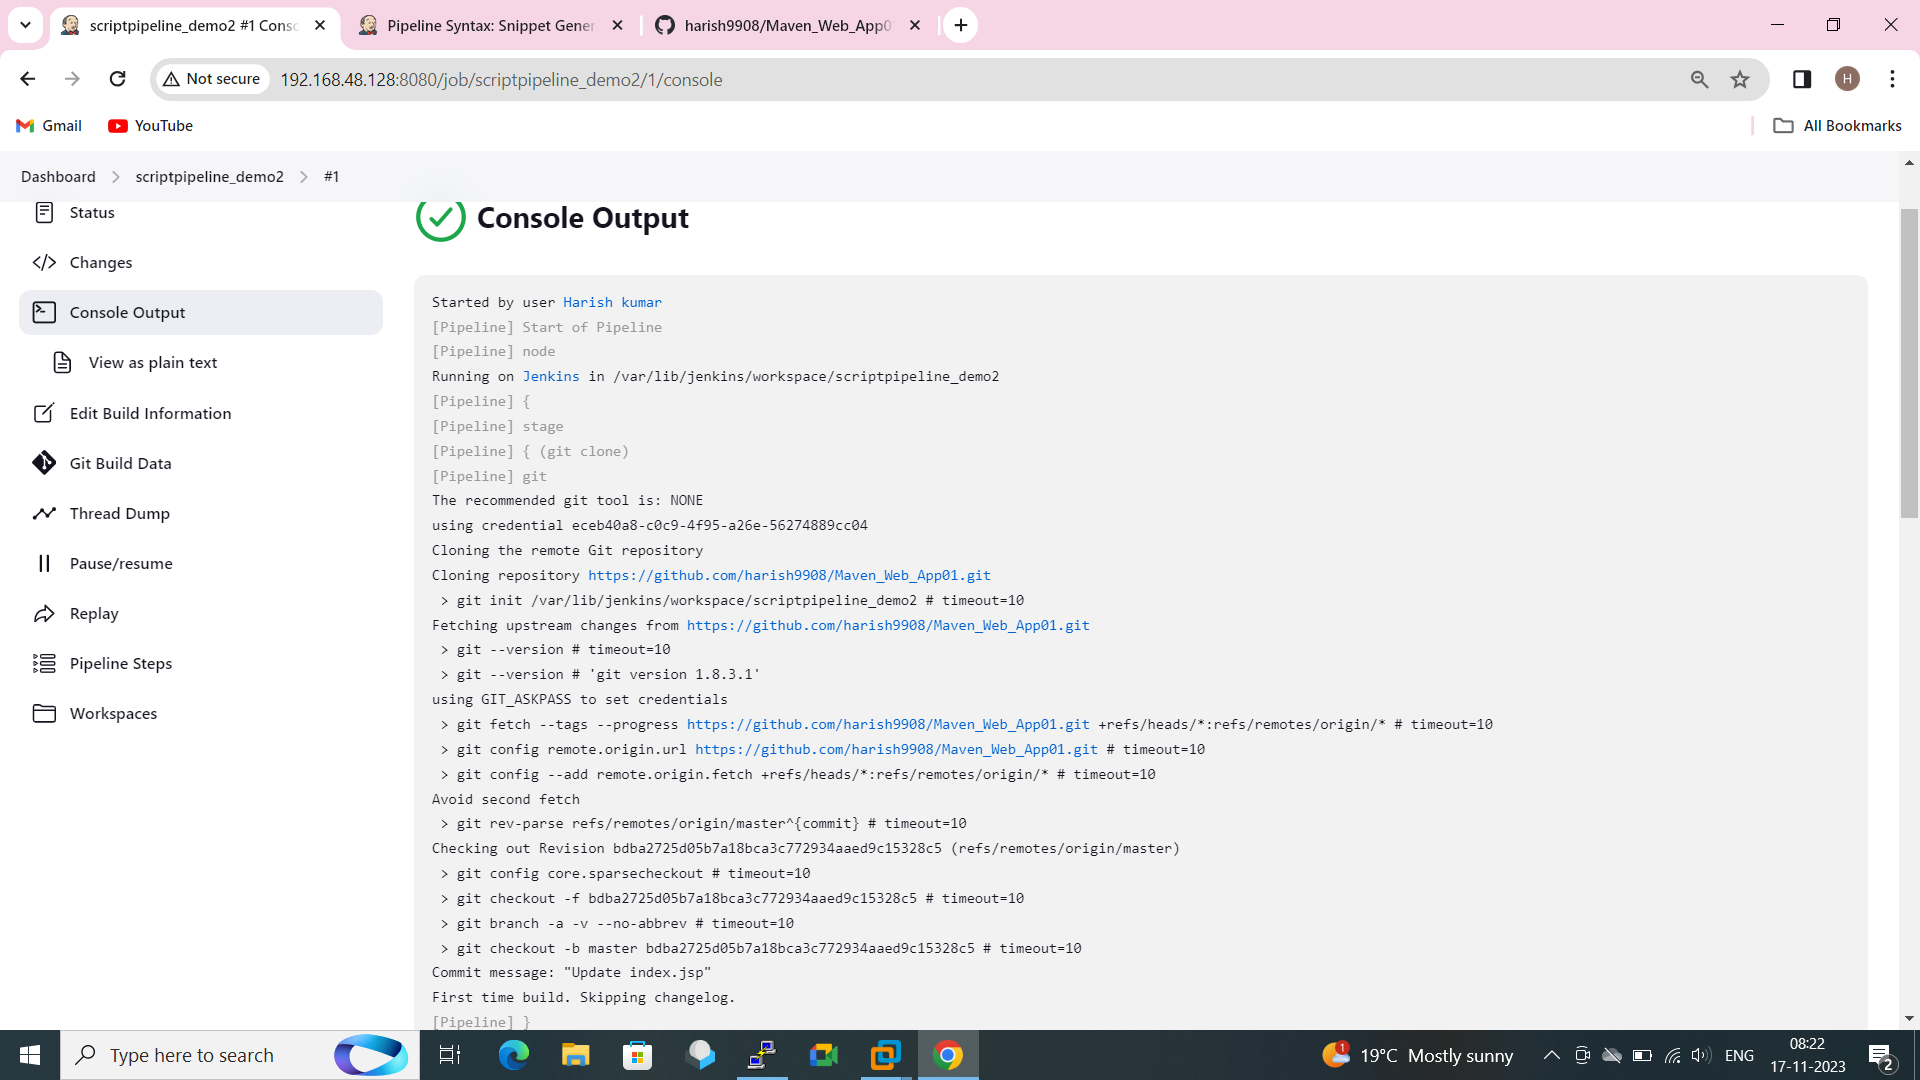 scriptpipeline_demo2 #1 Conso
Pipeline Syntax: Snippet Gener
harish9908/Maven_Web_App0
Not secure
192.168.48.128:8080/job/scriptpipeline_demo2/1/console
H
Gmail
YouTube
All Bookmarks
Dashboard
scriptpipeline_demo2
#1
Status
Changes
Console Output
View as plain text
Edit Build Information
Git Build Data
Thread Dump
Pause/resume
Replay
Pipeline Steps
Workspaces
Console Output
Started by user Harish kumar
[Pipeline] Start of Pipeline
[Pipeline] node
Running on Jenkins in /var/lib/jenkins/workspace/scriptpipeline_demo2
[Pipeline] {
[Pipeline] stage
[Pipeline] { (git clone)
[Pipeline] git
The recommended git tool is: NONE
using credential eceb40a8-c0c9-4f95-a26e-56274889cc04
Cloning the remote Git repository
Cloning repository https://github.com/harish9908/Maven_Web_App01.git
> git init /var/lib/jenkins/workspace/scriptpipeline_demo2 # timeout=10
Fetching upstream changes from https://github.com/harish9908/Maven_Web_App01.git
> git --version # timeout=10
> git --version # 'git version 1.8.3.1'
using GIT_ASKPASS to set credentials
> git fetch --tags --progress https://github.com/harish9908/Maven_Web_App01.git +refs/heads/*:refs/remotes/origin/* # timeout=10
> git config remote.origin.url https://github.com/harish9908/Maven_Web_App01.git # timeout=10
> git config --add remote.origin.fetch +refs/heads/*:refs/remotes/origin/* # timeout=10
Avoid second fetch
> git rev-parse refs/remotes/origin/master^{commit} # timeout=10
Checking out Revision bdba2725d05b7a18bca3c772934aaed9c15328c5 (refs/remotes/origin/master)
> git config core.sparsecheckout # timeout=10
> git checkout -f bdba2725d05b7a18bca3c772934aaed9c15328c5 # timeout=10
> git branch -a -v --no-abbrev # timeout=10
> git checkout -b master bdba2725d05b7a18bca3c772934aaed9c15328c5 # timeout=10
Commit message: "Update index.jsp"
First time build. Skipping changelog.
[Pipeline] }
Type here to search
1
19°C Mostly sunny
ENG
08:22
17-11-2023
2